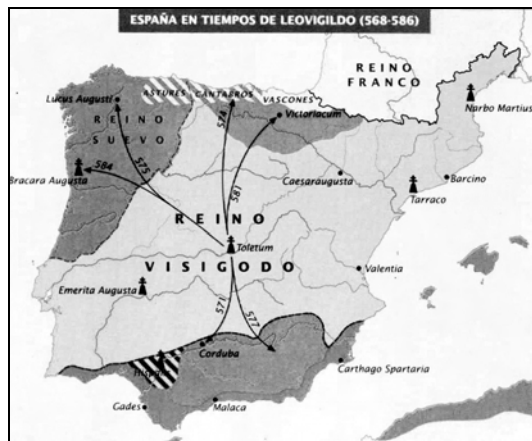 ESPAÑA EN TIEMPOS DE LEOVIGILDO (568-586)
REINO
FRANCO
ASTURES
CÁNTABROS
VASCONES
Lucus Augusti
Victoriacum
Narbo Martius
REINO
SUEVO
574
575
584
581
Bracara Augusta
Caesaraugusta
Barcino
Tarraco
REINO
Toletum
VISIGODO
Valentia
Emerita Augusta
571
577
Corduba
Carthago Spartaria
Gades
Malaca